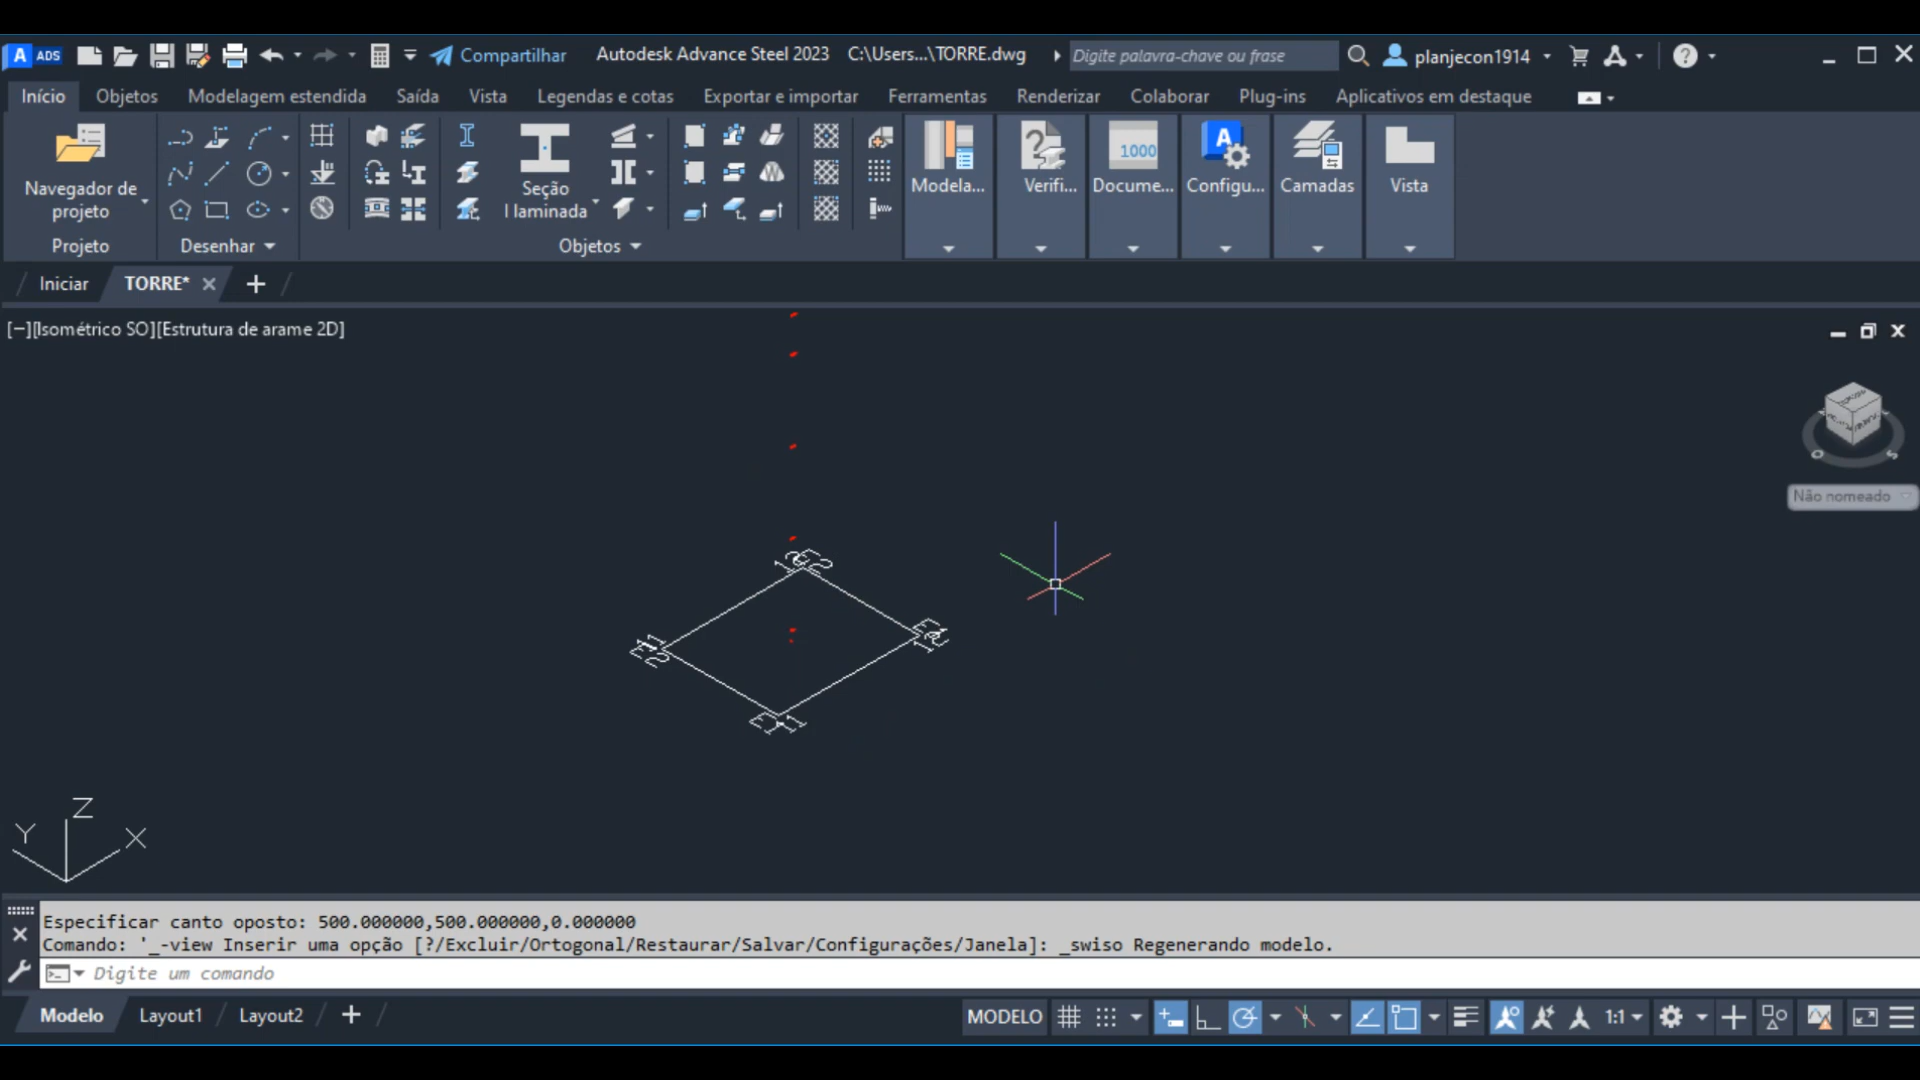 A ADS Compartilhar Autodesk Advance Steel 2023 C:\Users...\TORRE.dwg Digite palavra-chave ou frase planjecon1914
Início Objetos Modelagem estendida Saída Vista Legendas e cotas Exportar e importar Ferramentas Renderizar Colaborar Plug-ins Aplicativos em destaque
Navegador de projeto
Seção I laminada
Modela... Verifi... Docume... Configu... Camadas Vista
1000
Projeto Desenhar Objetos
Iniciar TORRE*
[−][Isométrico SO][Estrutura de arame 2D]
Não nomeado
Z
Y X
Especificar canto oposto: 500.000000,500.000000,0.000000
Comando: '_-view Inserir uma opção [?/Excluir/Ortogonal/Restaurar/Salvar/Configurações/Janela]: _swiso Regenerando modelo.
Digite um comando
Modelo Layout1 Layout2 MODELO 1:1